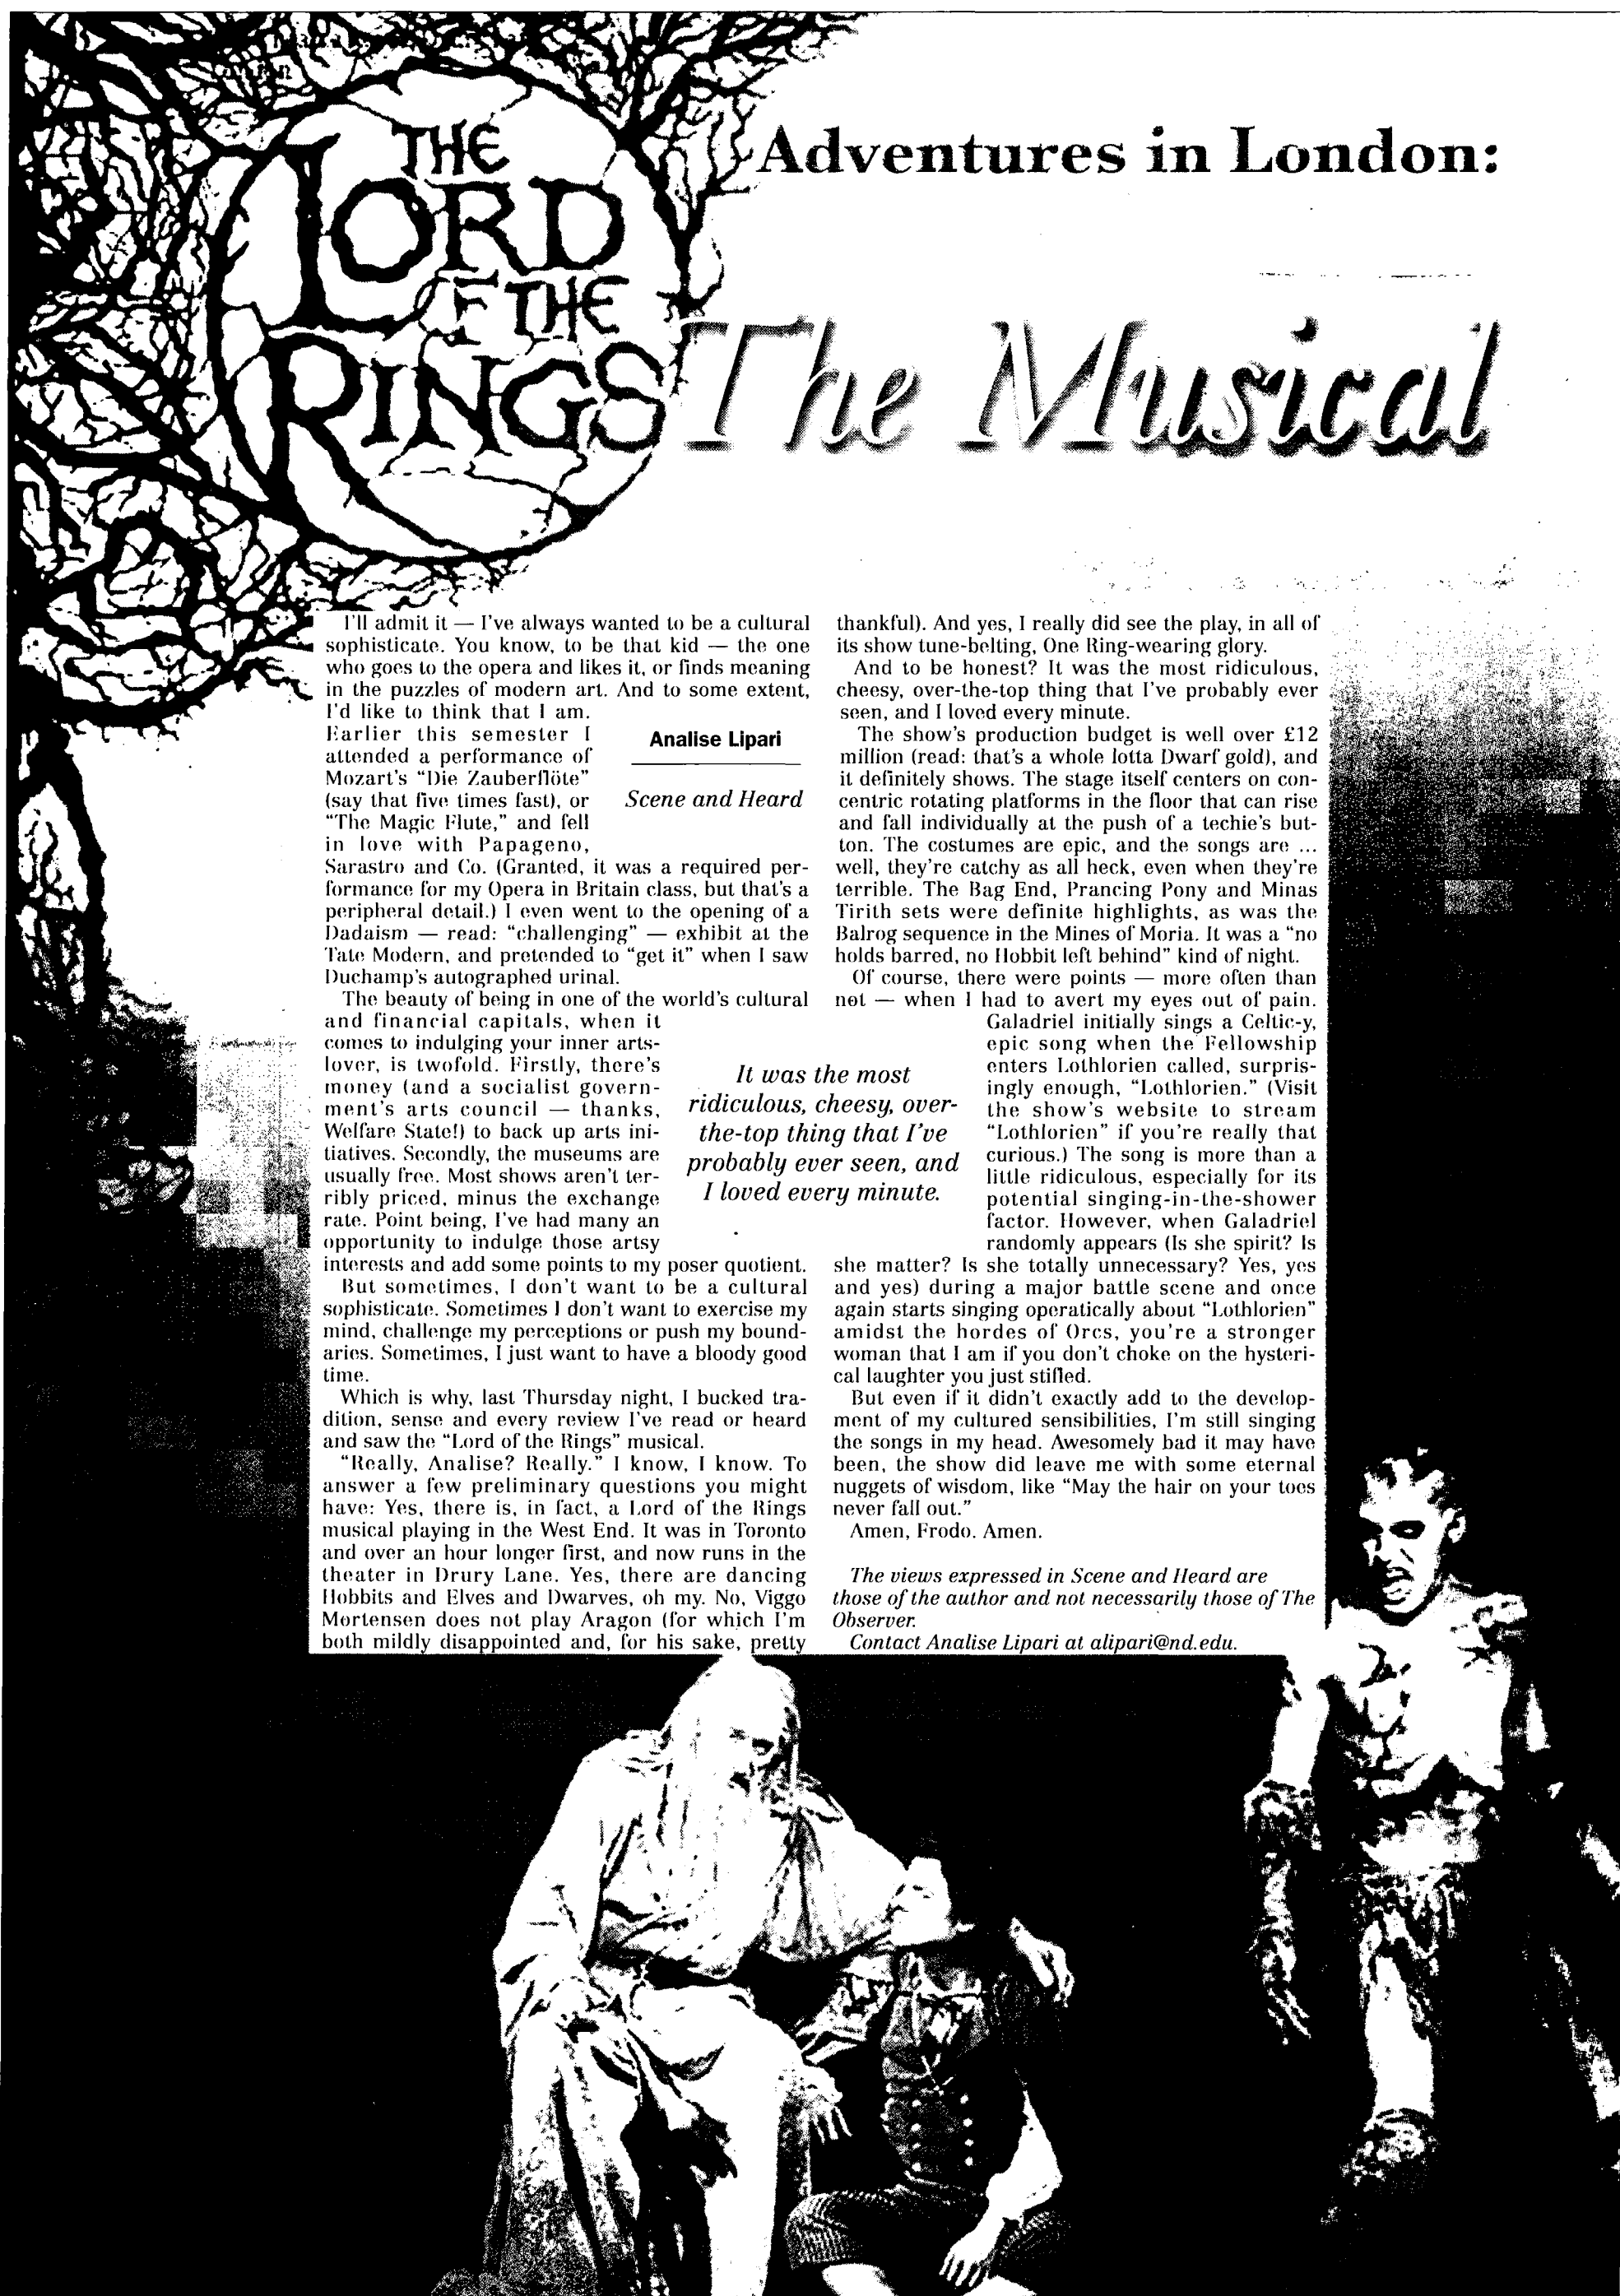 THE
LORD
OF THE
RINGS
Adventures in London:
The Musical
I'll admit it — I've always wanted to be a cultural
sophisticate. You know, to be that kid — the one
who goes to the opera and likes it, or finds meaning
in the puzzles of modern art. And to some extent,
I'd like to think that I am.
Earlier this semester I
attended a performance of
Mozart's "Die Zauberflöte"
(say that five times fast), or
"The Magic Flute," and fell
in love with Papageno,
Analise Lipari
Scene and Heard
Sarastro and Co. (Granted, it was a required per-
formance for my Opera in Britain class, but that's a
peripheral detail.) I even went to the opening of a
Dadaism — read: "challenging" — exhibit at the
Tate Modern, and pretended to "get it" when I saw
Duchamp's autographed urinal.
The beauty of being in one of the world's cultural
and financial capitals, when it
comes to indulging your inner arts-
lover, is twofold. Firstly, there's
money (and a socialist govern-
ment's arts council — thanks,
Welfare State!) to back up arts ini-
tiatives. Secondly, the museums are
usually free. Most shows aren't ter-
ribly priced, minus the exchange
rate. Point being, I've had many an
opportunity to indulge those artsy
interests and add some points to my poser quotient.
But sometimes, I don't want to be a cultural
sophisticate. Sometimes I don't want to exercise my
mind, challenge my perceptions or push my bound-
aries. Sometimes, I just want to have a bloody good
time.
Which is why, last Thursday night, I bucked tra-
dition, sense and every review I've read or heard
and saw the "Lord of the Rings" musical.
"Really, Analise? Really." I know, I know. To
answer a few preliminary questions you might
have: Yes, there is, in fact, a Lord of the Rings
musical playing in the West End. It was in Toronto
and over an hour longer first, and now runs in the
theater in Drury Lane. Yes, there are dancing
Hobbits and Elves and Dwarves, oh my. No, Viggo
Mortensen does not play Aragon (for which I'm
both mildly disappointed and, for his sake, pretty
It was the most
ridiculous, cheesy, over-
the-top thing that I've
probably ever seen, and
I loved every minute.
thankful). And yes, I really did see the play, in all of
its show tune-belting, One Ring-wearing glory.
And to be honest? It was the most ridiculous,
cheesy, over-the-top thing that I've probably ever
seen, and I loved every minute.
The show's production budget is well over £12
million (read: that's a whole lotta Dwarf gold), and
it definitely shows. The stage itself centers on con-
centric rotating platforms in the floor that can rise
and fall individually at the push of a techie's but-
ton. The costumes are epic, and the songs are ...
well, they're catchy as all heck, even when they're
terrible. The Bag End, Prancing Pony and Minas
Tirith sets were definite highlights, as was the
Balrog sequence in the Mines of Moria. It was a "no
holds barred, no Hobbit left behind" kind of night.
Of course, there were points — more often than
not — when I had to avert my eyes out of pain.
Galadriel initially sings a Celtic-y,
epic song when the Fellowship
enters Lothlorien called, surpris-
ingly enough, "Lothlorien." (Visit
the show's website to stream
"Lothlorien" if you're really that
curious.) The song is more than a
little ridiculous, especially for its
potential singing-in-the-shower
factor. However, when Galadriel
randomly appears (Is she spirit? Is
she matter? Is she totally unnecessary? Yes, yes
and yes) during a major battle scene and once
again starts singing operatically about "Lothlorien"
amidst the hordes of Orcs, you're a stronger
woman that I am if you don't choke on the hysteri-
cal laughter you just stifled.
But even if it didn't exactly add to the develop-
ment of my cultured sensibilities, I'm still singing
the songs in my head. Awesomely bad it may have
been, the show did leave me with some eternal
nuggets of wisdom, like "May the hair on your toes
never fall out."
Amen, Frodo. Amen.
The views expressed in Scene and Heard are
those of the author and not necessarily those of The
Observer.
Contact Analise Lipari at alipari@nd.edu.